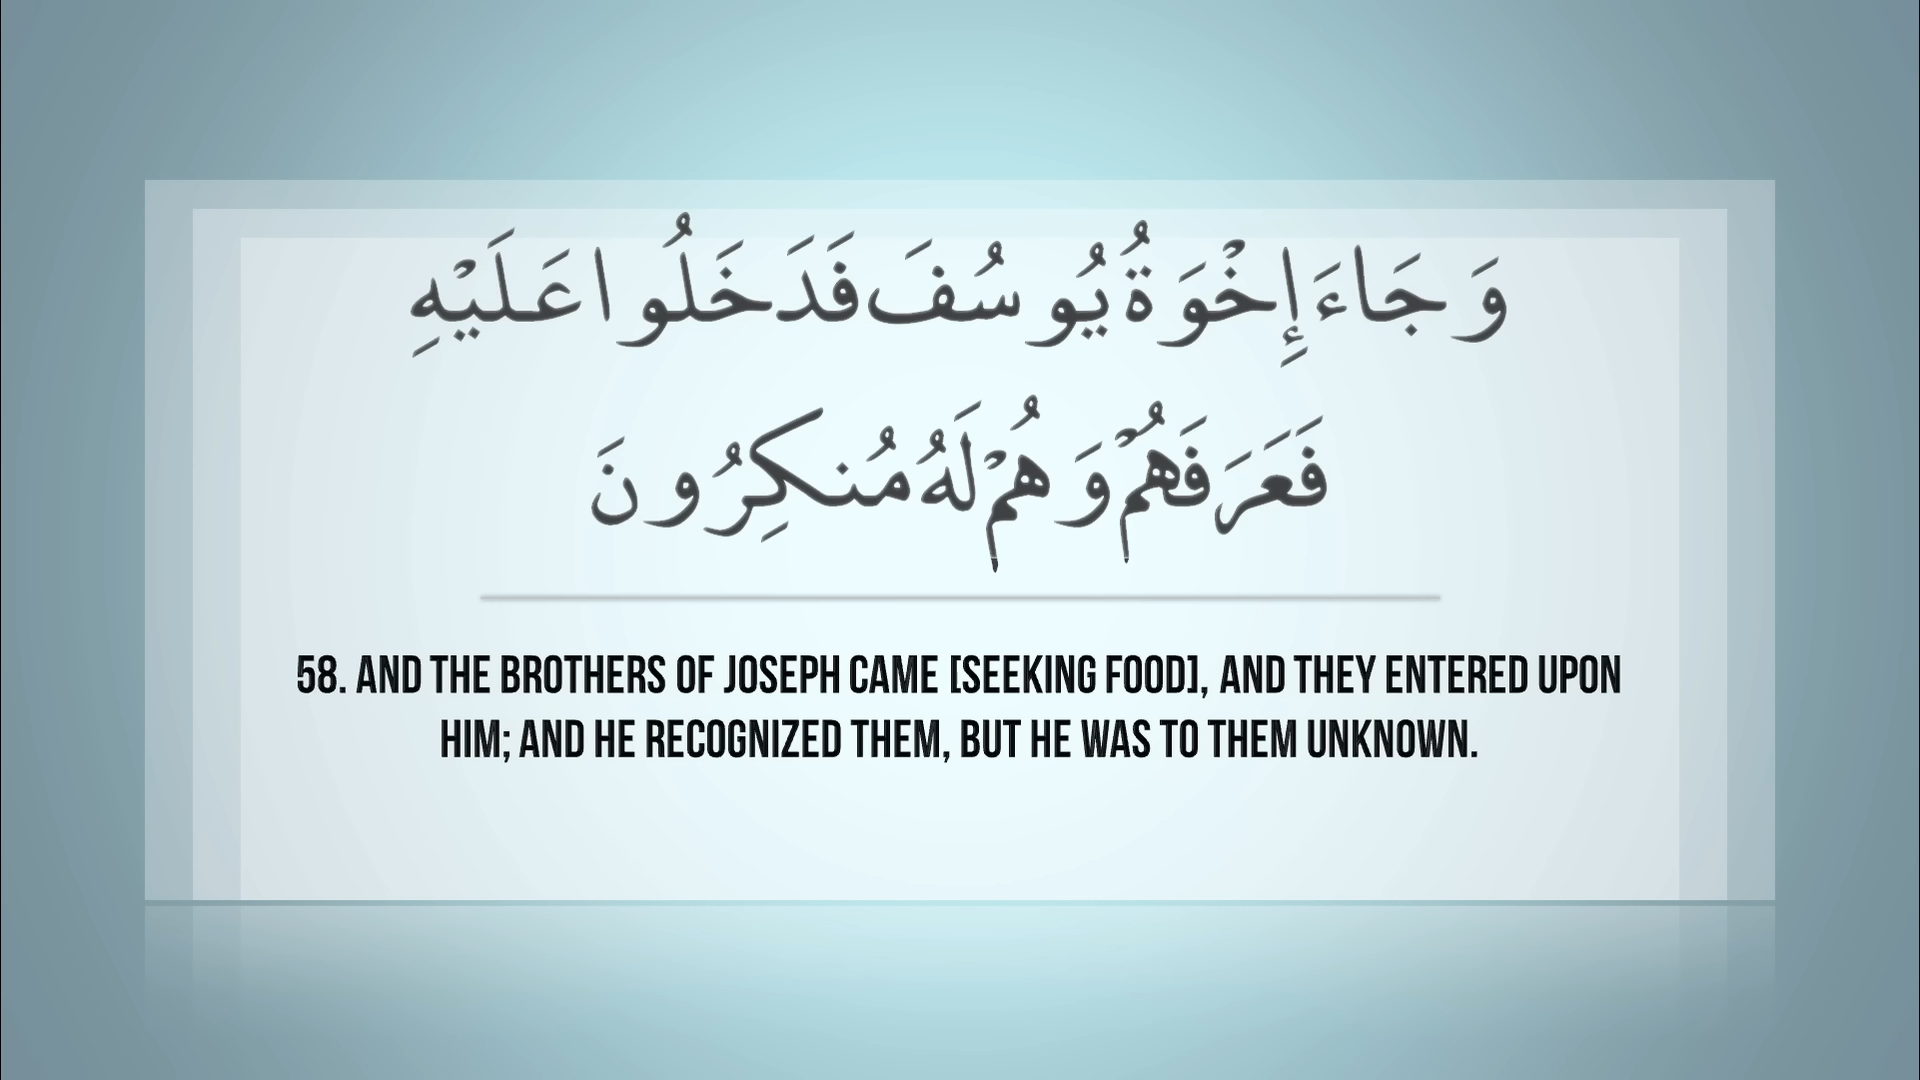 وَجَاءَ إِخْوَةُ يُوسُفَ فَدَخَلُوا عَلَيْهِ
فَعَرَفَهُمْ وَهُمْ لَهُ مُنكِرُونَ
58. AND THE BROTHERS OF JOSEPH CAME [SEEKING FOOD], AND THEY ENTERED UPON
HIM; AND HE RECOGNIZED THEM, BUT HE WAS TO THEM UNKNOWN.